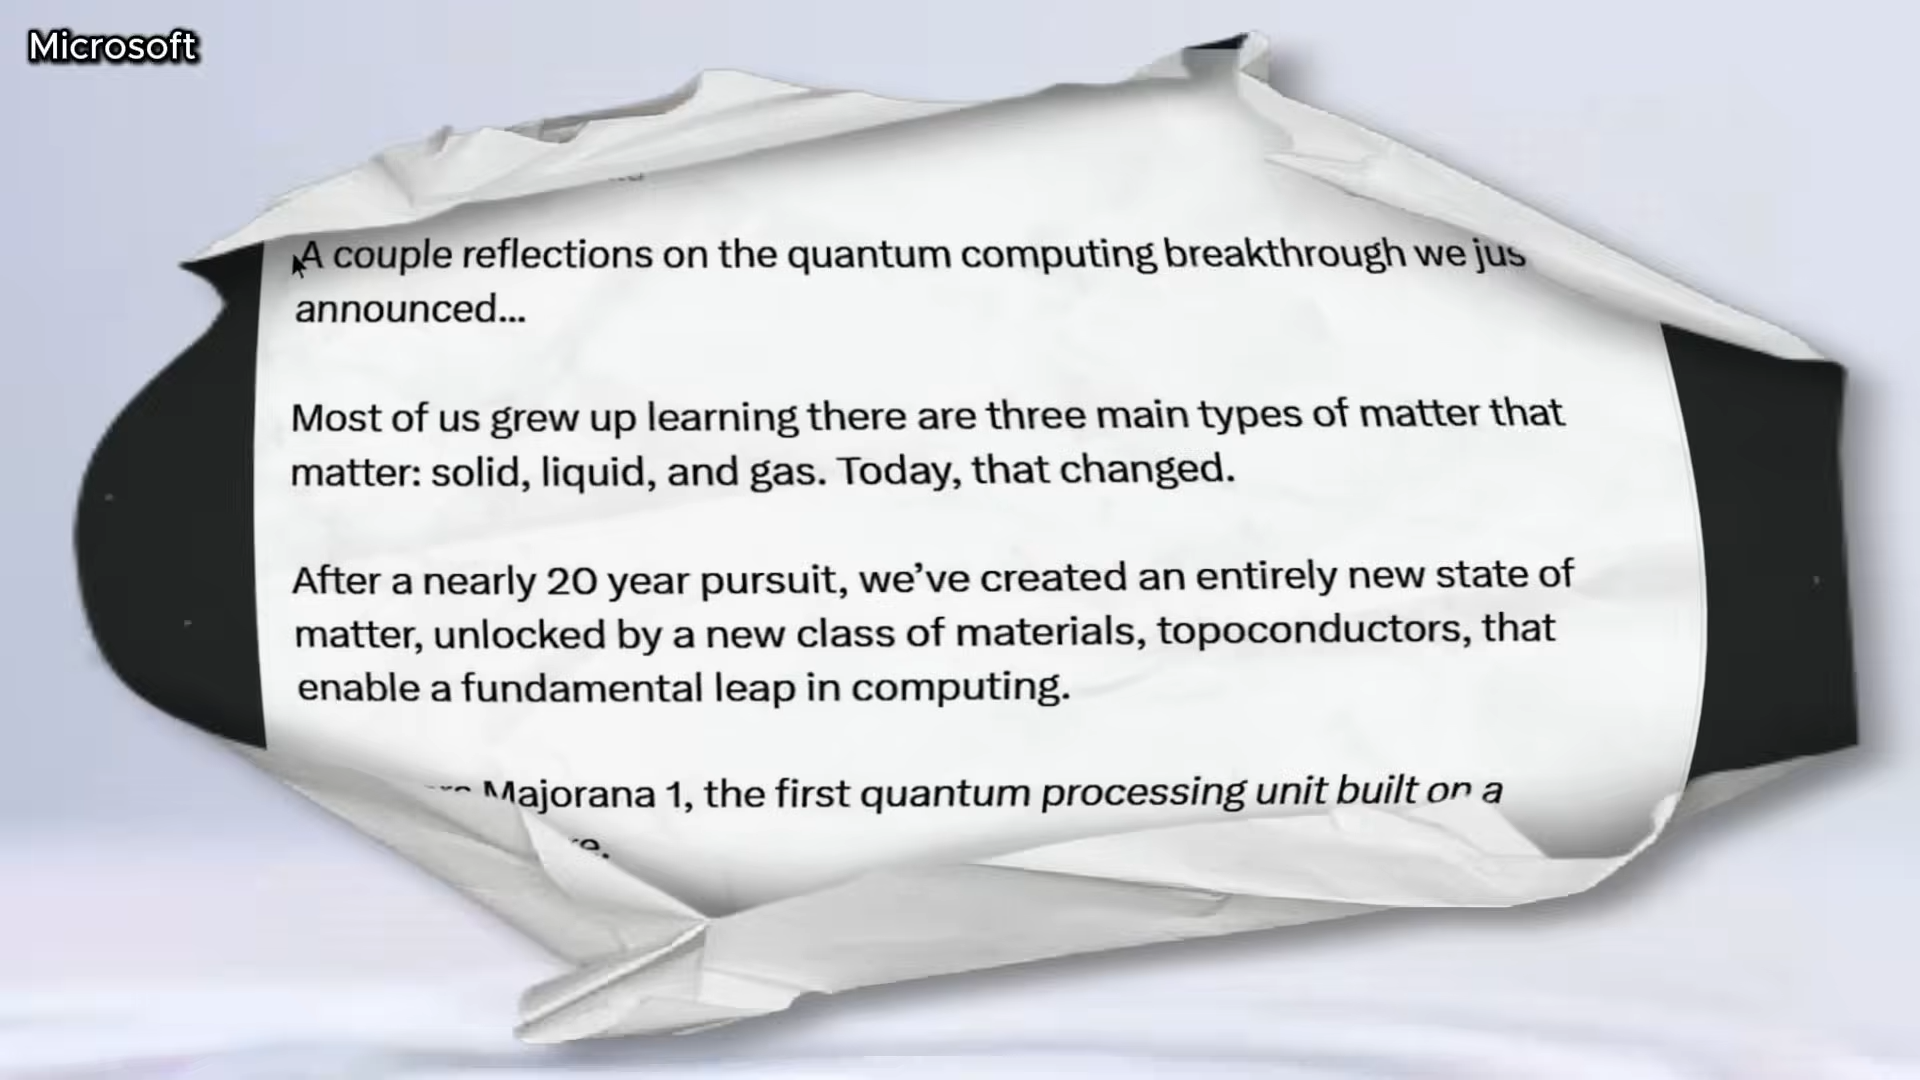 Microsoft
A couple reflections on the quantum computing breakthrough we jus
announced...
Most of us grew up learning there are three main types of matter that
matter: solid, liquid, and gas. Today, that changed.
After a nearly 20 year pursuit, we’ve created an entirely new state of
matter, unlocked by a new class of materials, topoconductors, that
enable a fundamental leap in computing.
Majorana 1, the first quantum processing unit built on a